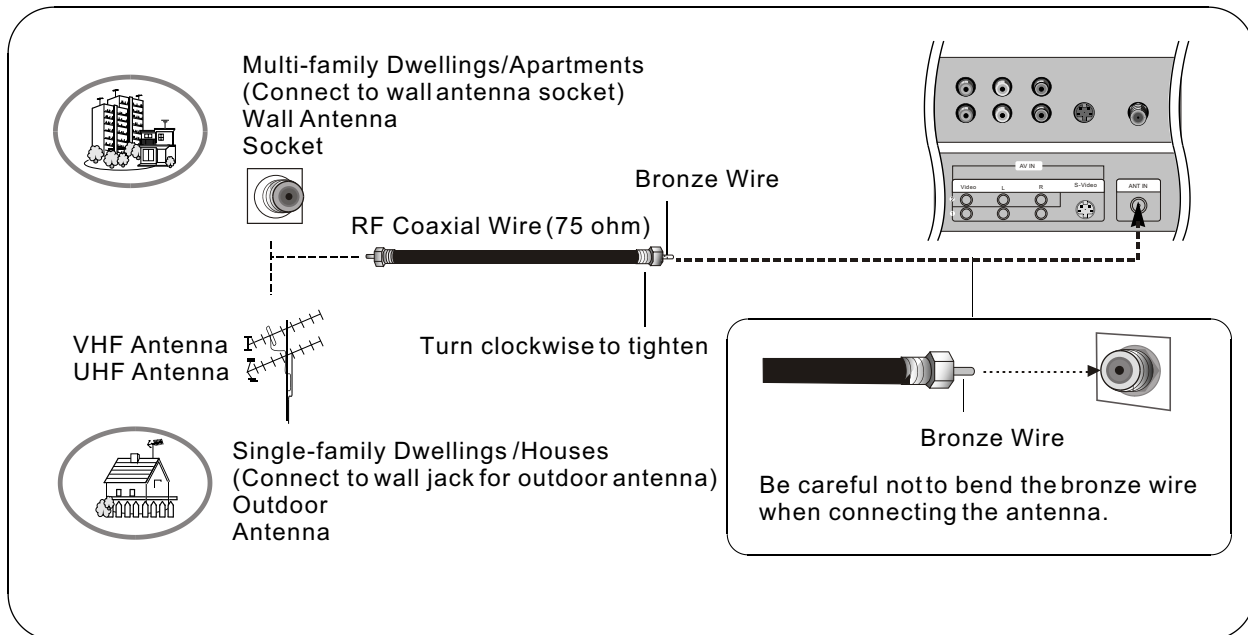 Multi-family Dwellings/Apartments
(Connect to wall antenna socket)
Wall Antenna
Socket
Bronze Wire
RF Coaxial Wire (75 ohm)
AV IN
Video L R S-Video
ANT IN
VHF Antenna
UHF Antenna
Turn clockwise to tighten
Single-family Dwellings /Houses
(Connect to wall jack for outdoor antenna)
Outdoor
Antenna
Bronze Wire
Be careful not to bend the bronze wire
when connecting the antenna.